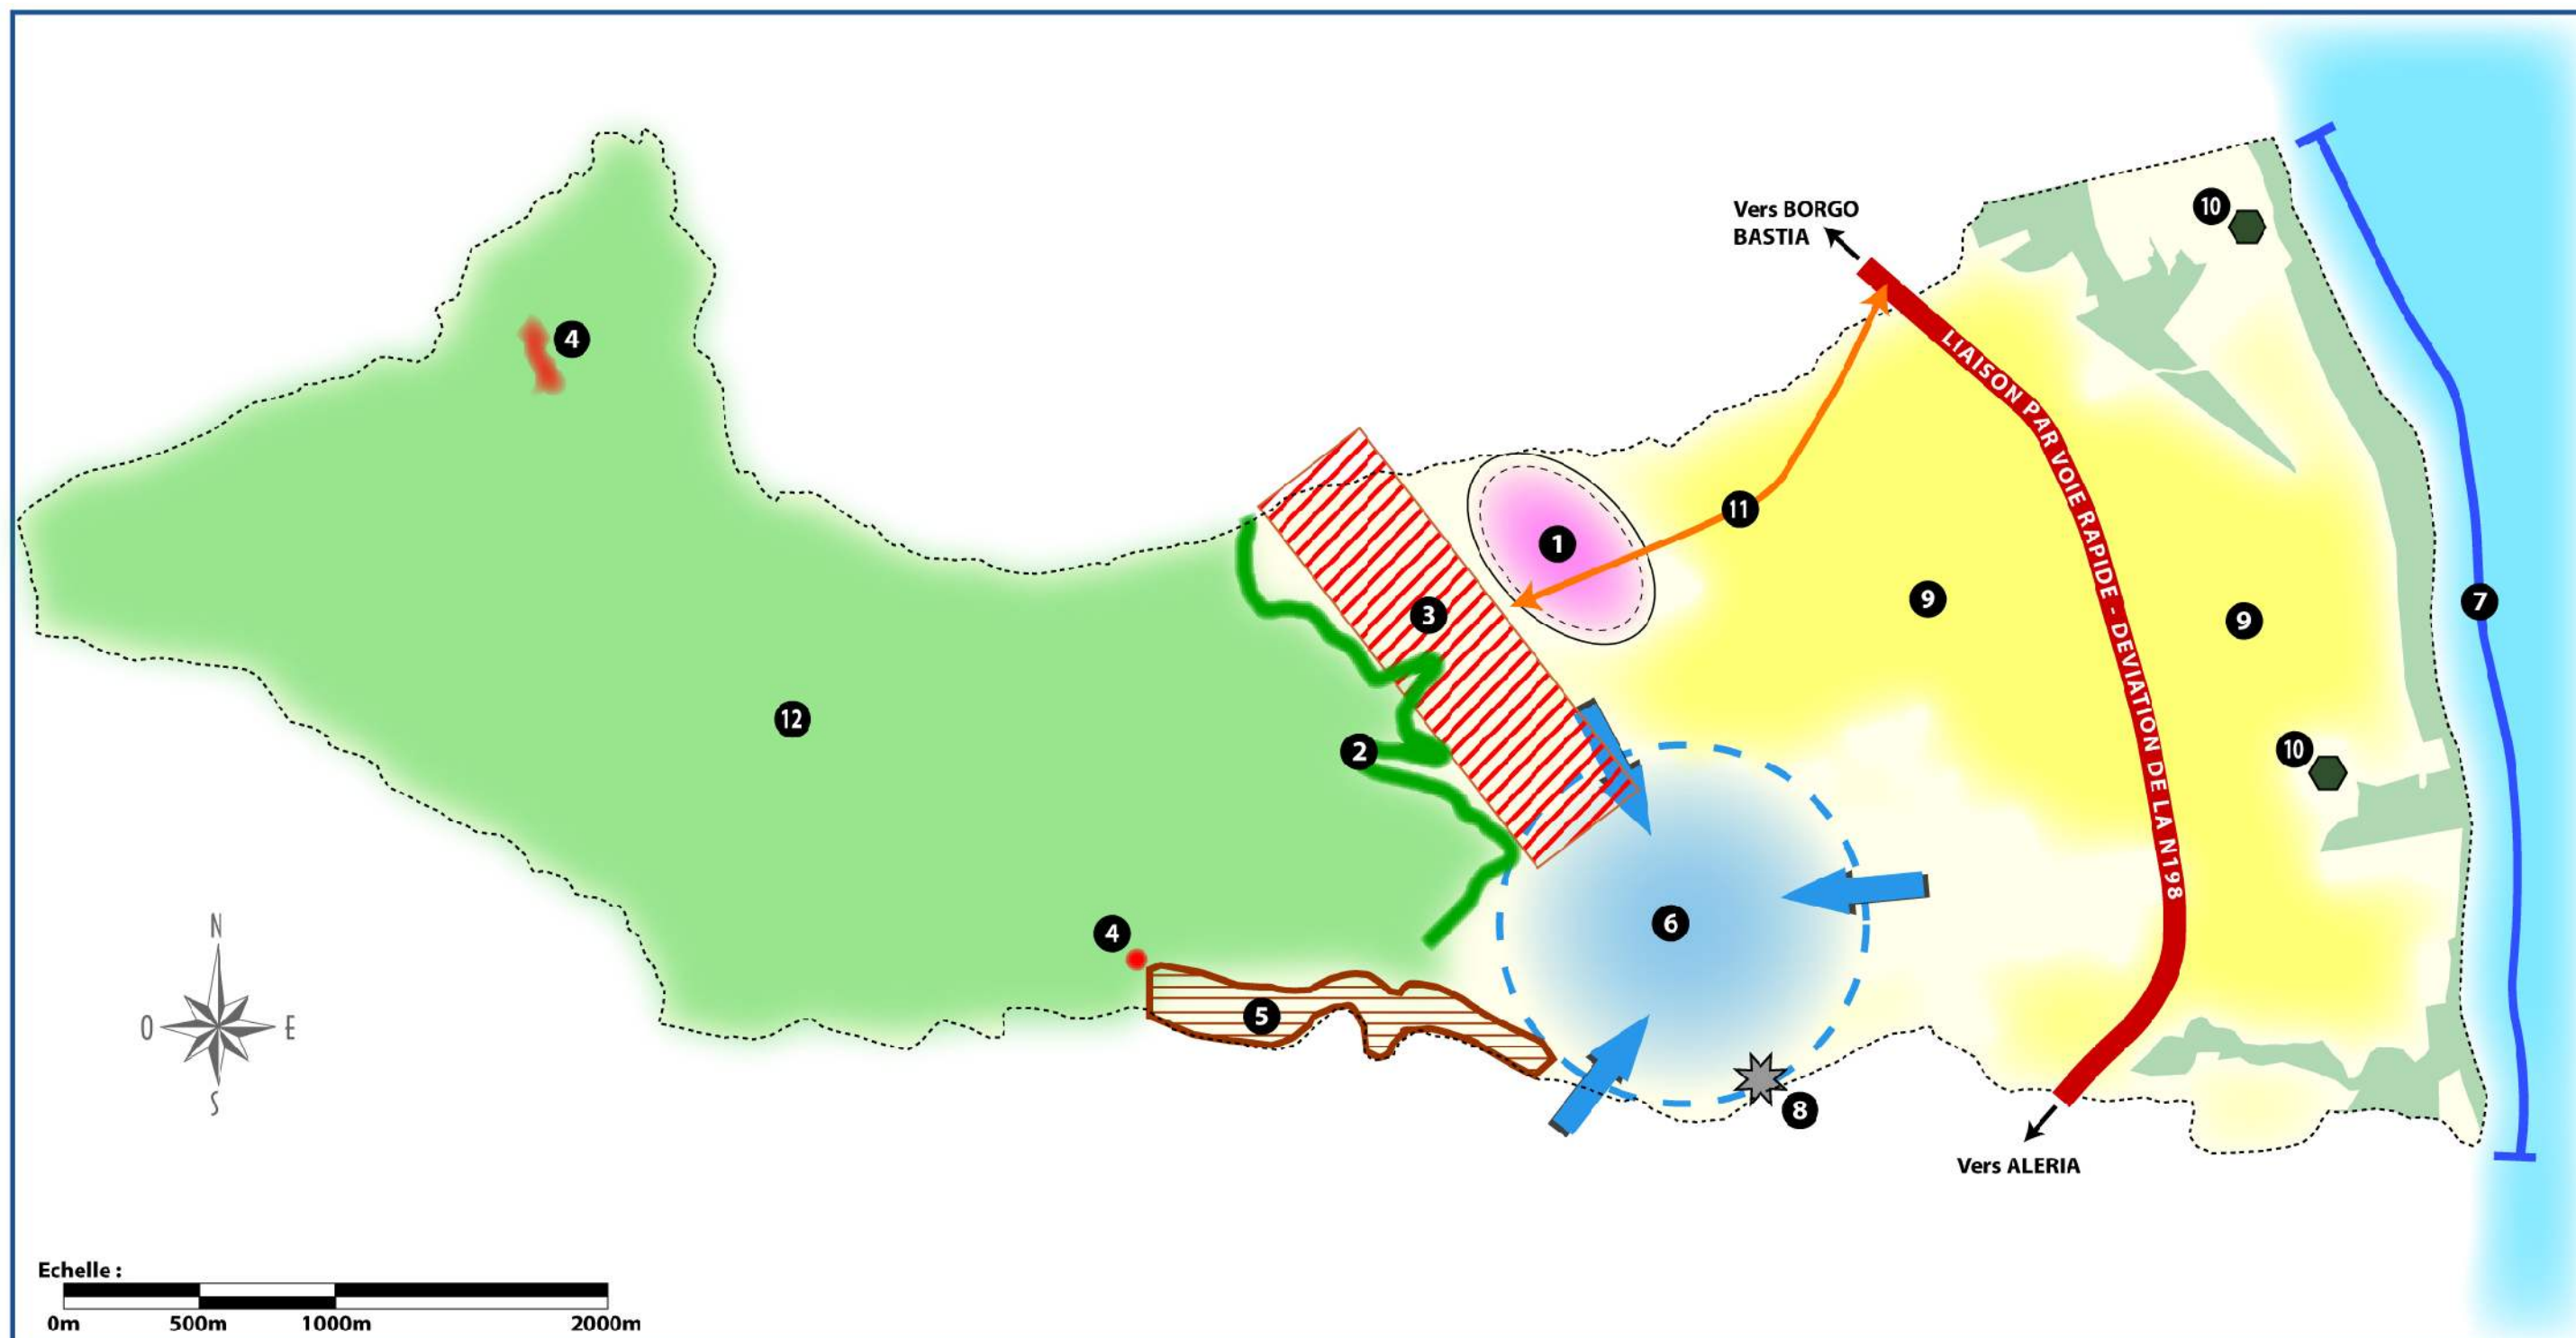 Vers BORGO
BASTIA
10
4
LIAISON PAR VOIE RAPIDE - DEVIATION DE LA N198
11
1
9
7
3
9
12
2
10
4
6
N
5
O
E
8
S
Vers ALERIA
Echelle :
0m 500m 1000m 2000m